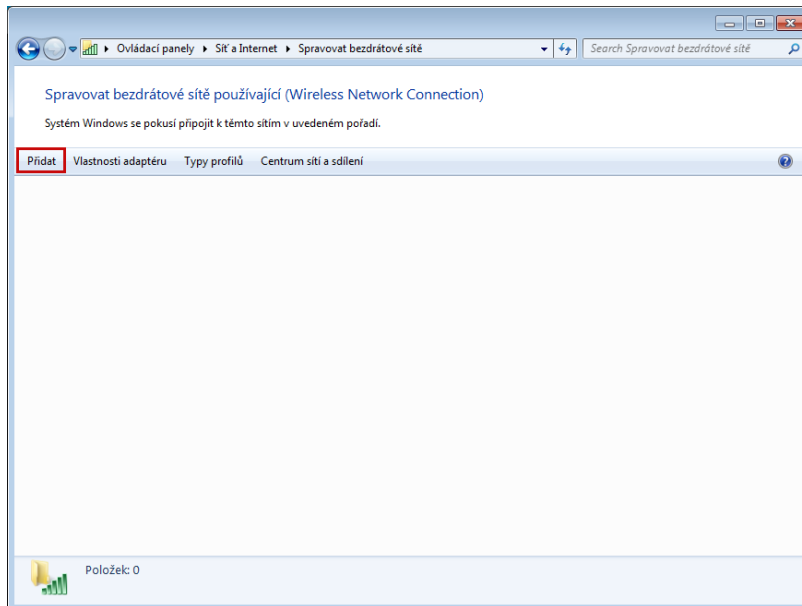 Ovládací panely Síť a Internet Spravovat bezdrátové sítě Search Spravovat bezdrátové sítě
Spravovat bezdrátové sítě používající (Wireless Network Connection)
Systém Windows se pokusí připojit k těmto sítím v uvedeném pořadí.
Přidat Vlastnosti adaptéru Typy profilů Centrum sítí a sdílení
Položek: 0